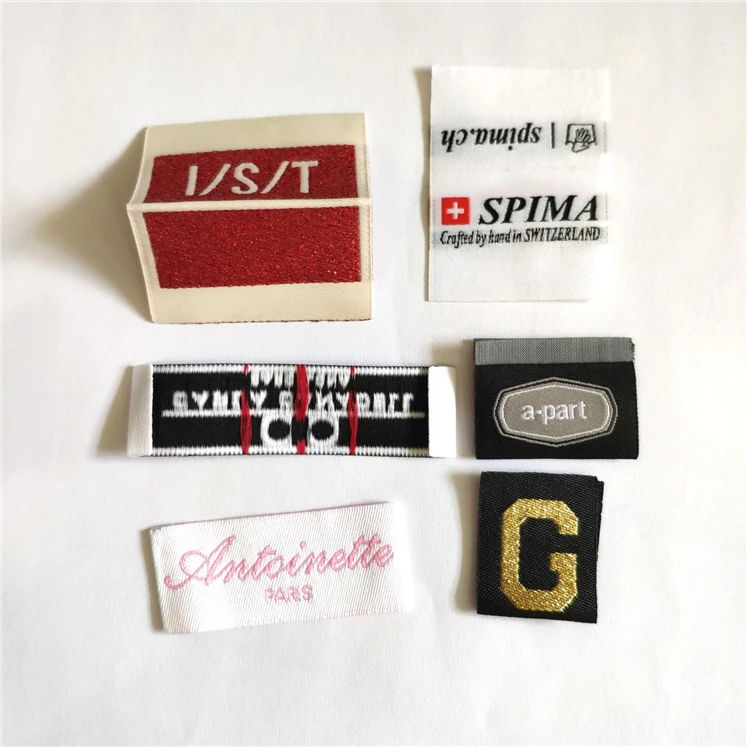 I/S/T
spima.ch |
SPIMA
Crafted by hand in SWITZERLAND
a-part
Antoinette
PARIS
G